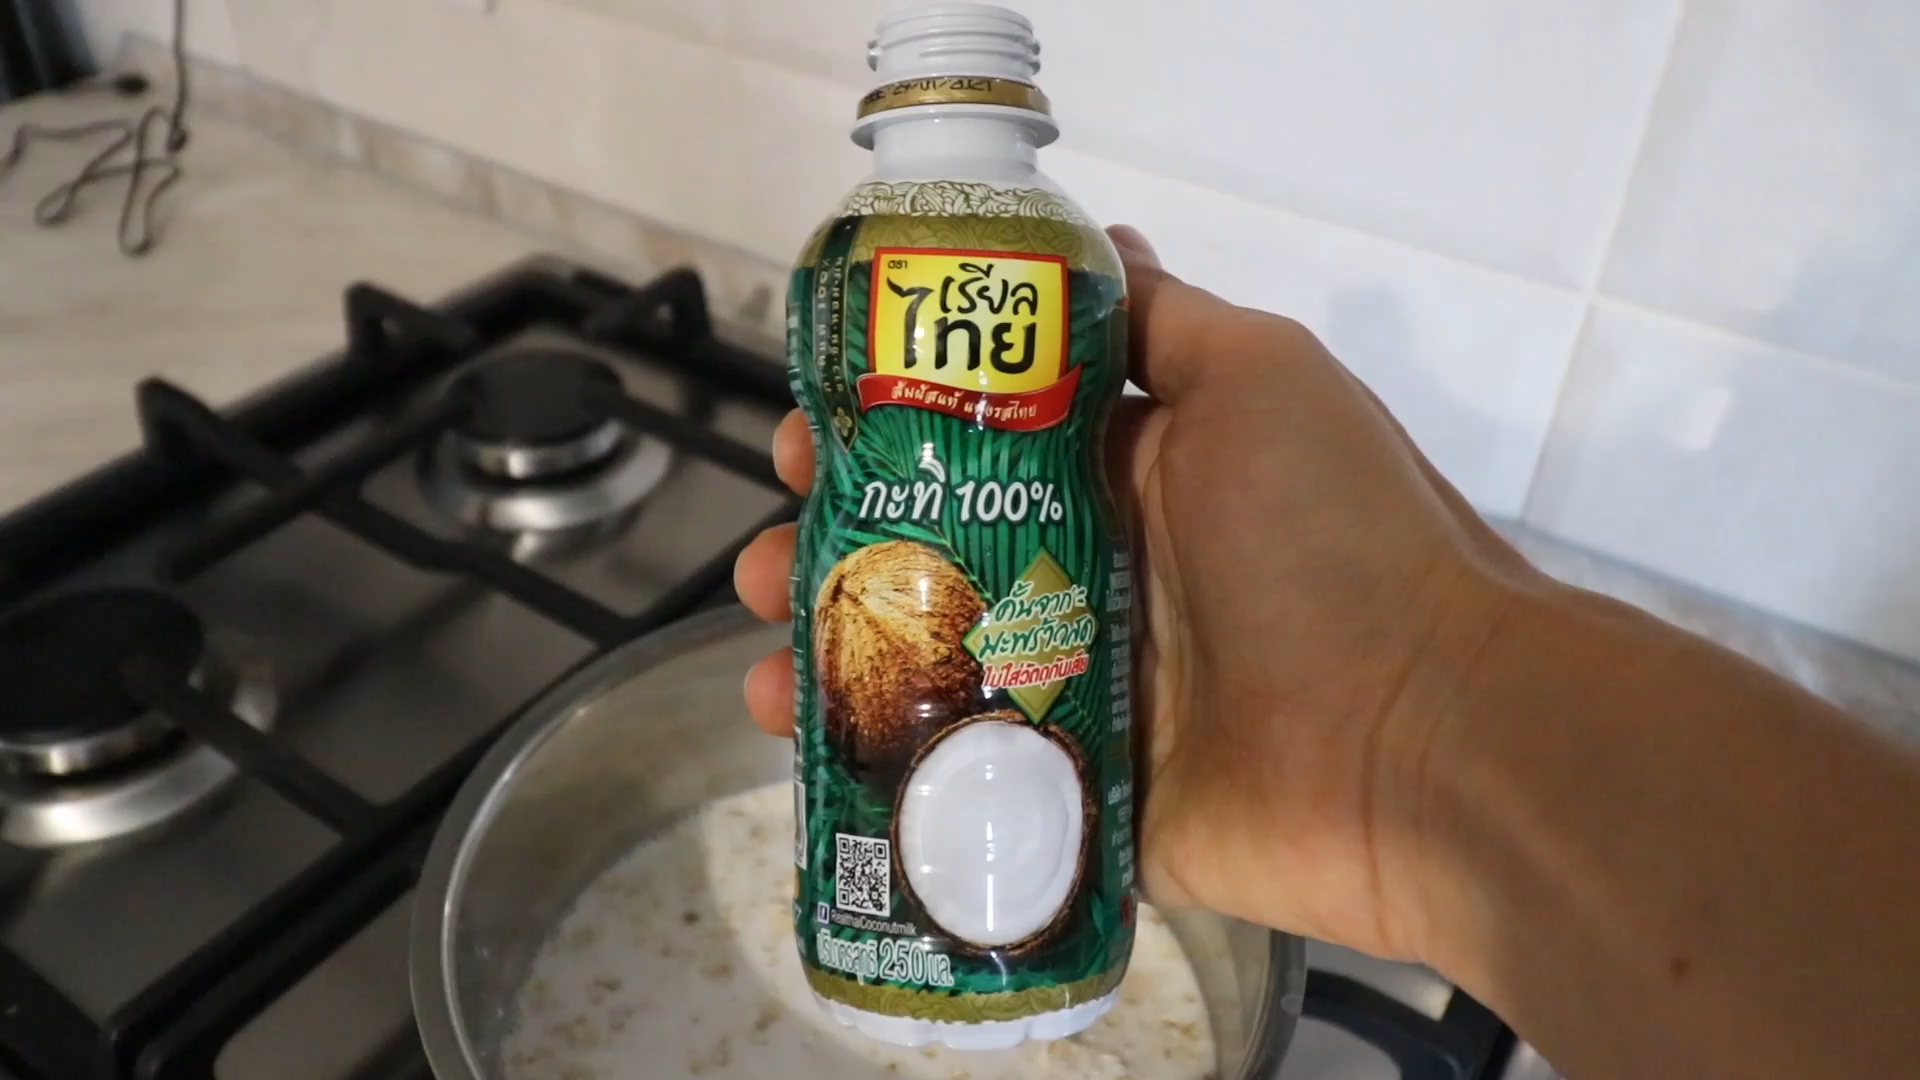 ตรา
เรียล
ไทย
สัมผัสแท้ แห่งรสไทย
กะทิ 100%
คั้นจาก
มะพร้าวสด
ไม่ใส่วัตถุกันเสีย
RealthaiCoconutmilk
ปริมาตรสุทธิ 250 มล.